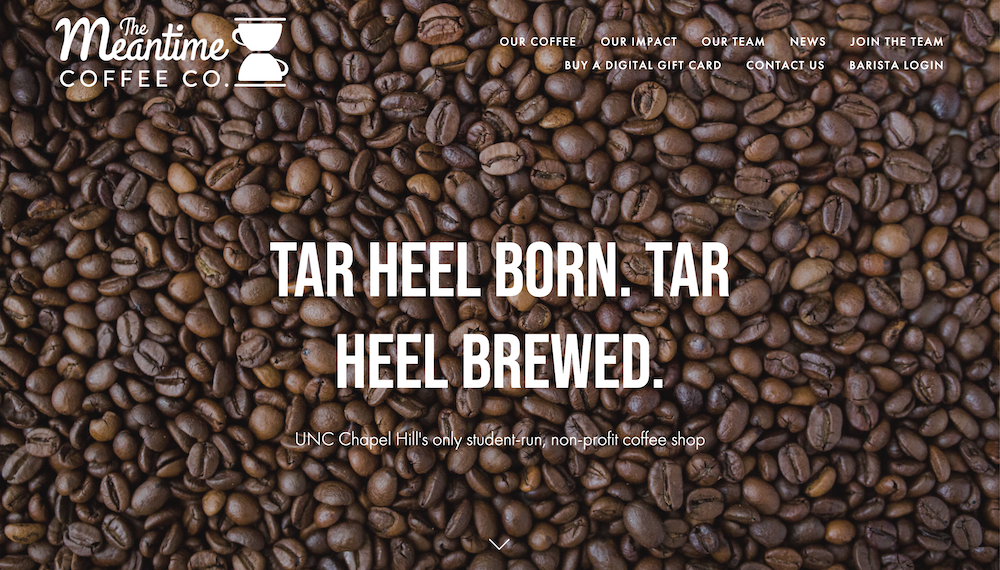 The
Meantime
COFFEE CO.
OUR COFFEE OUR IMPACT OUR TEAM NEWS JOIN THE TEAM
BUY A DIGITAL GIFT CARD CONTACT US BARISTA LOGIN
TAR HEEL BORN. TAR
HEEL BREWED.
UNC Chapel Hill's only student-run, non-profit coffee shop